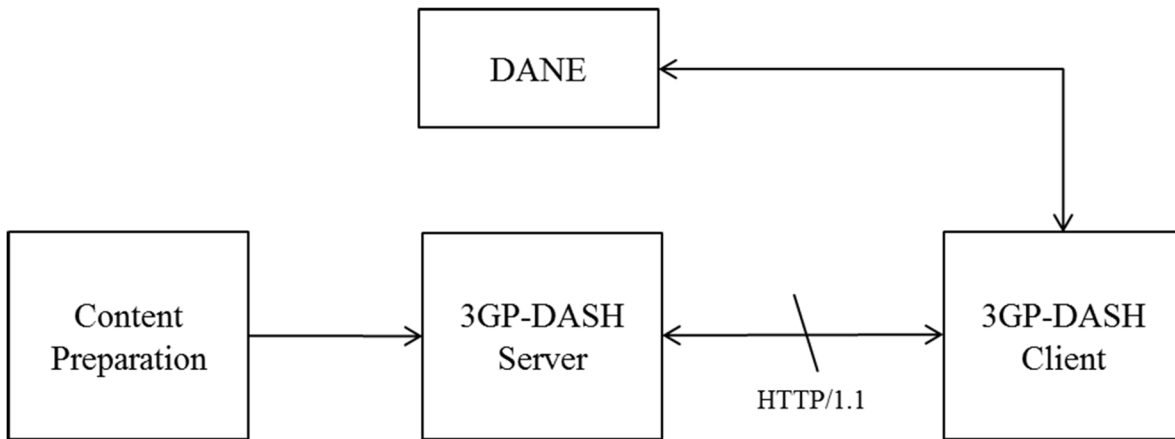 DANE
Content
Preparation
3GP-DASH
Server
3GP-DASH
Client
HTTP/1.1